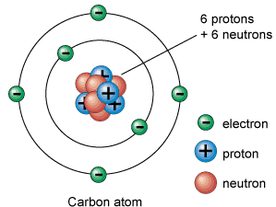 6 protons
+ 6 neutrons
electron
proton
neutron
Carbon atom